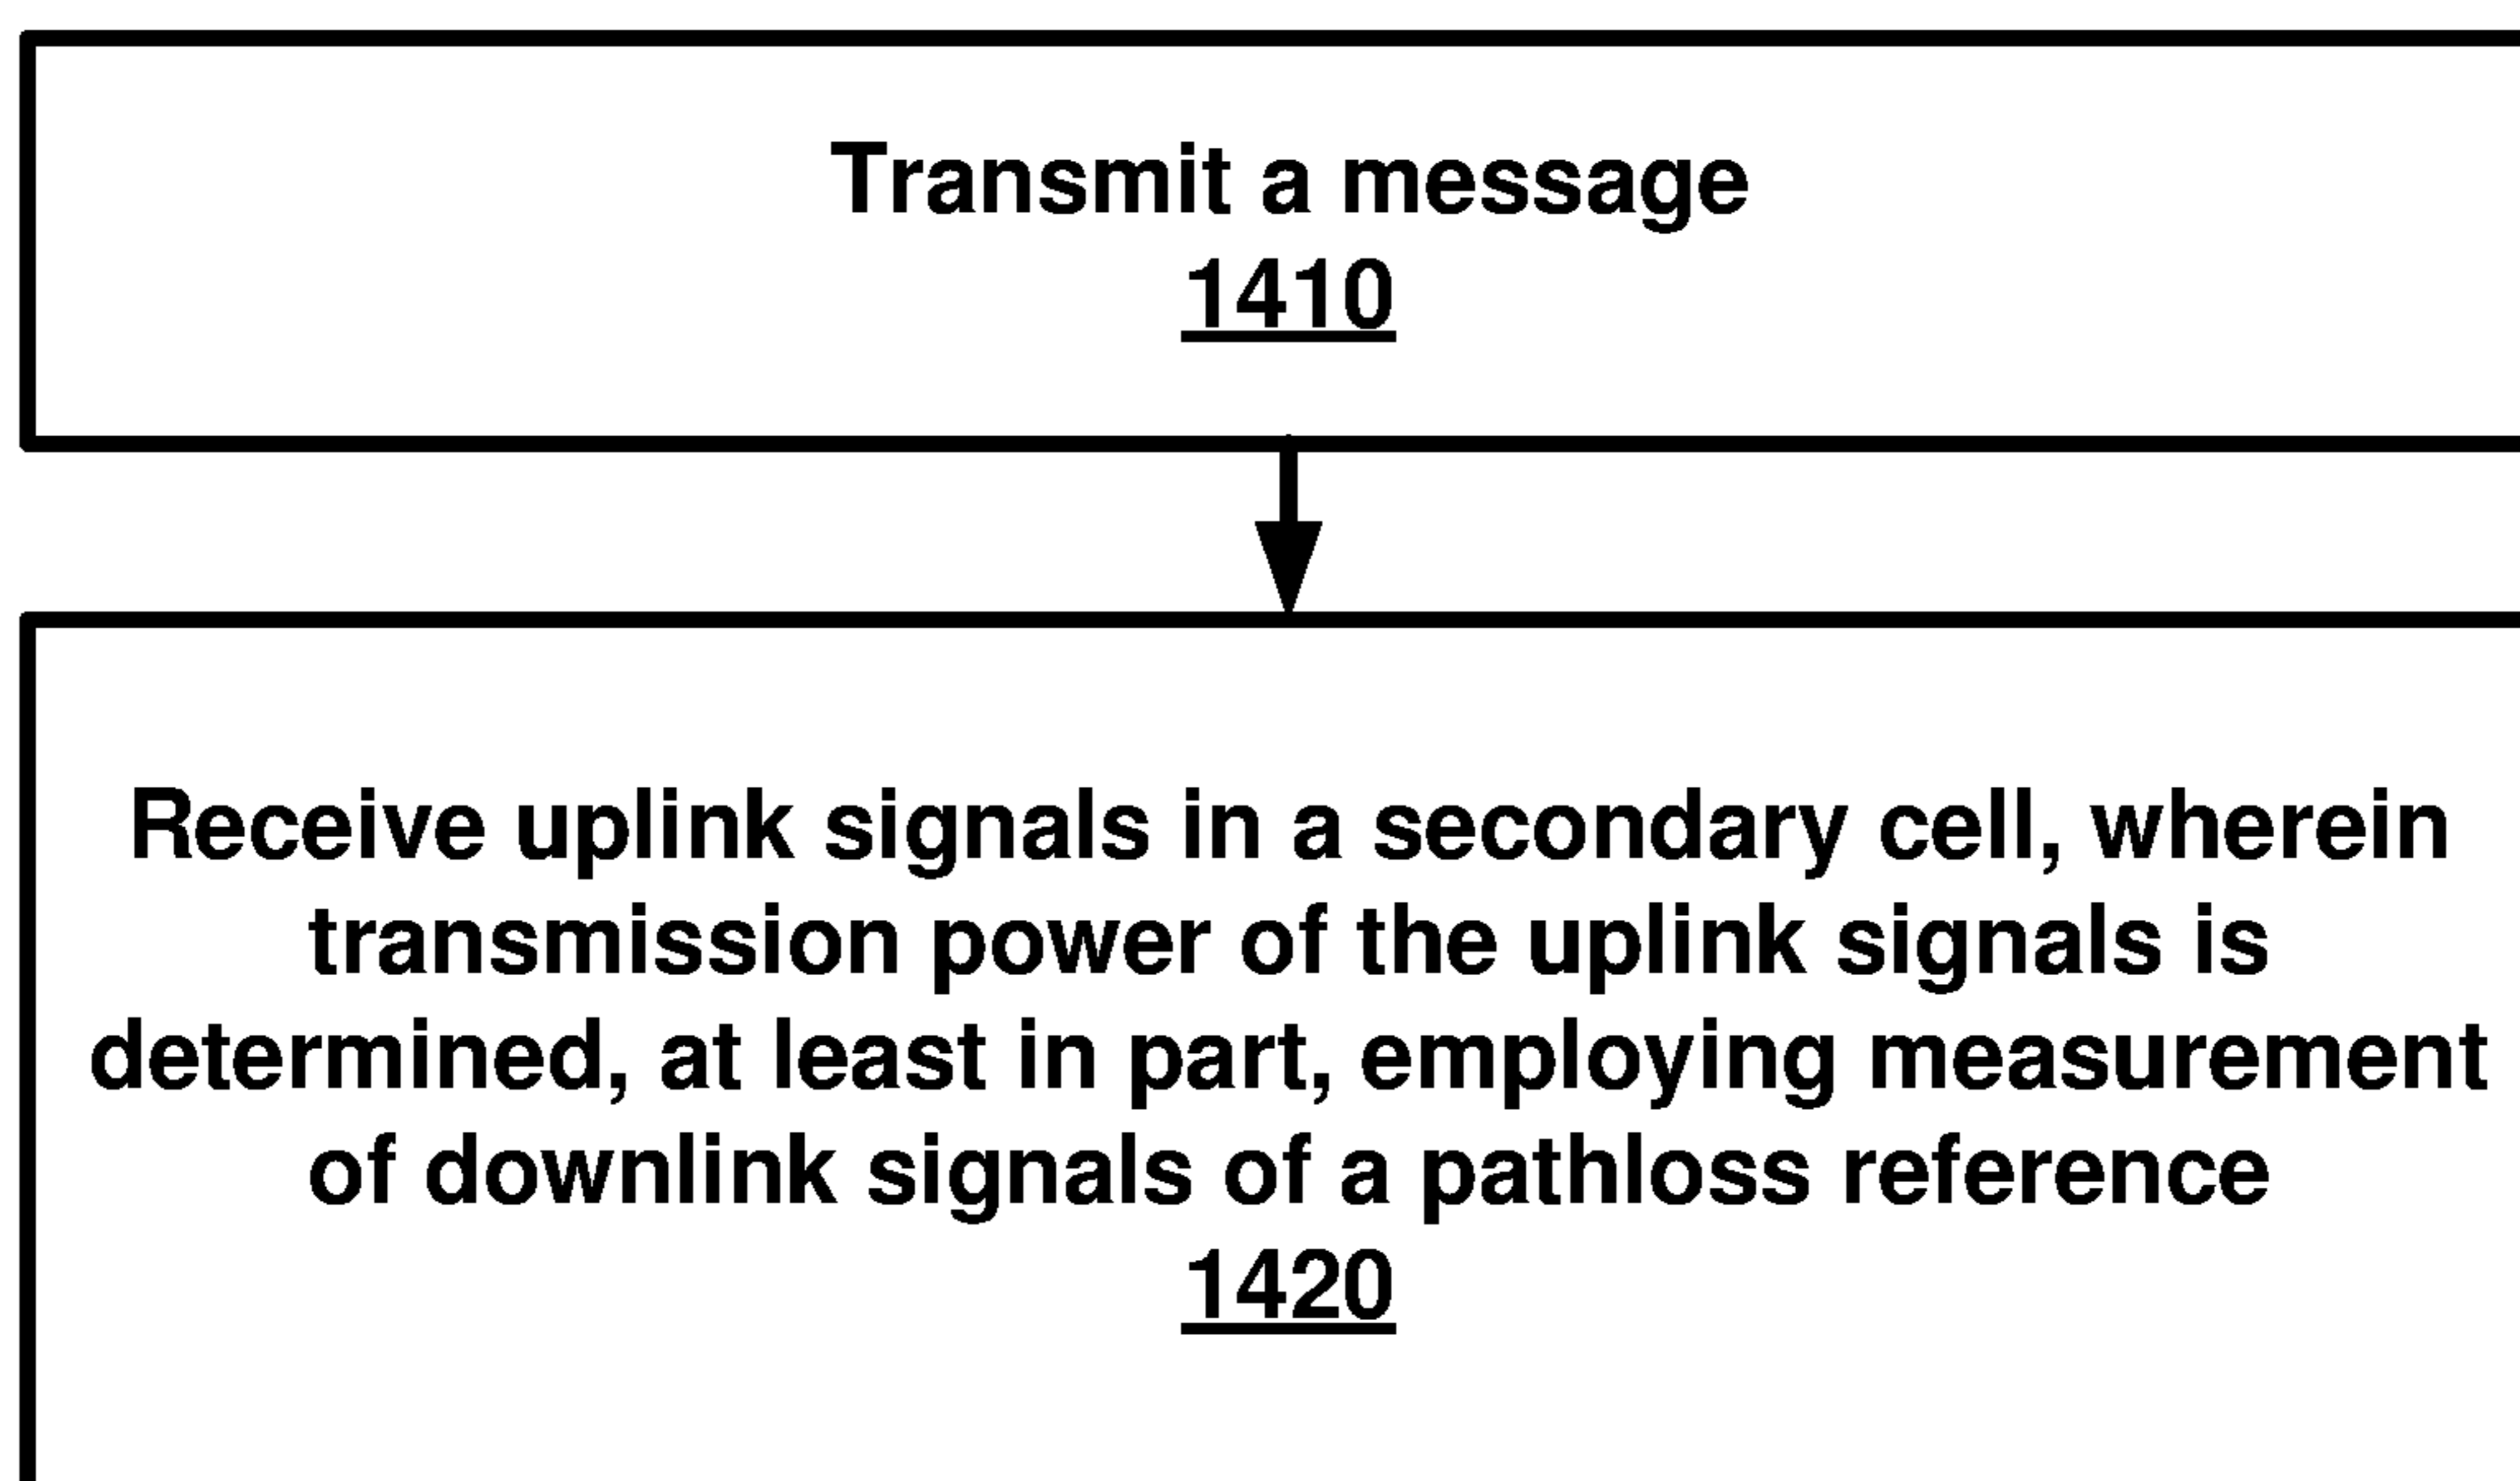 Transmit a message
1410
Receive uplink signals in a secondary cell, wherein
transmission power of the uplink signals is
determined, at least in part, employing measurement
of downlink signals of a pathloss reference
1420